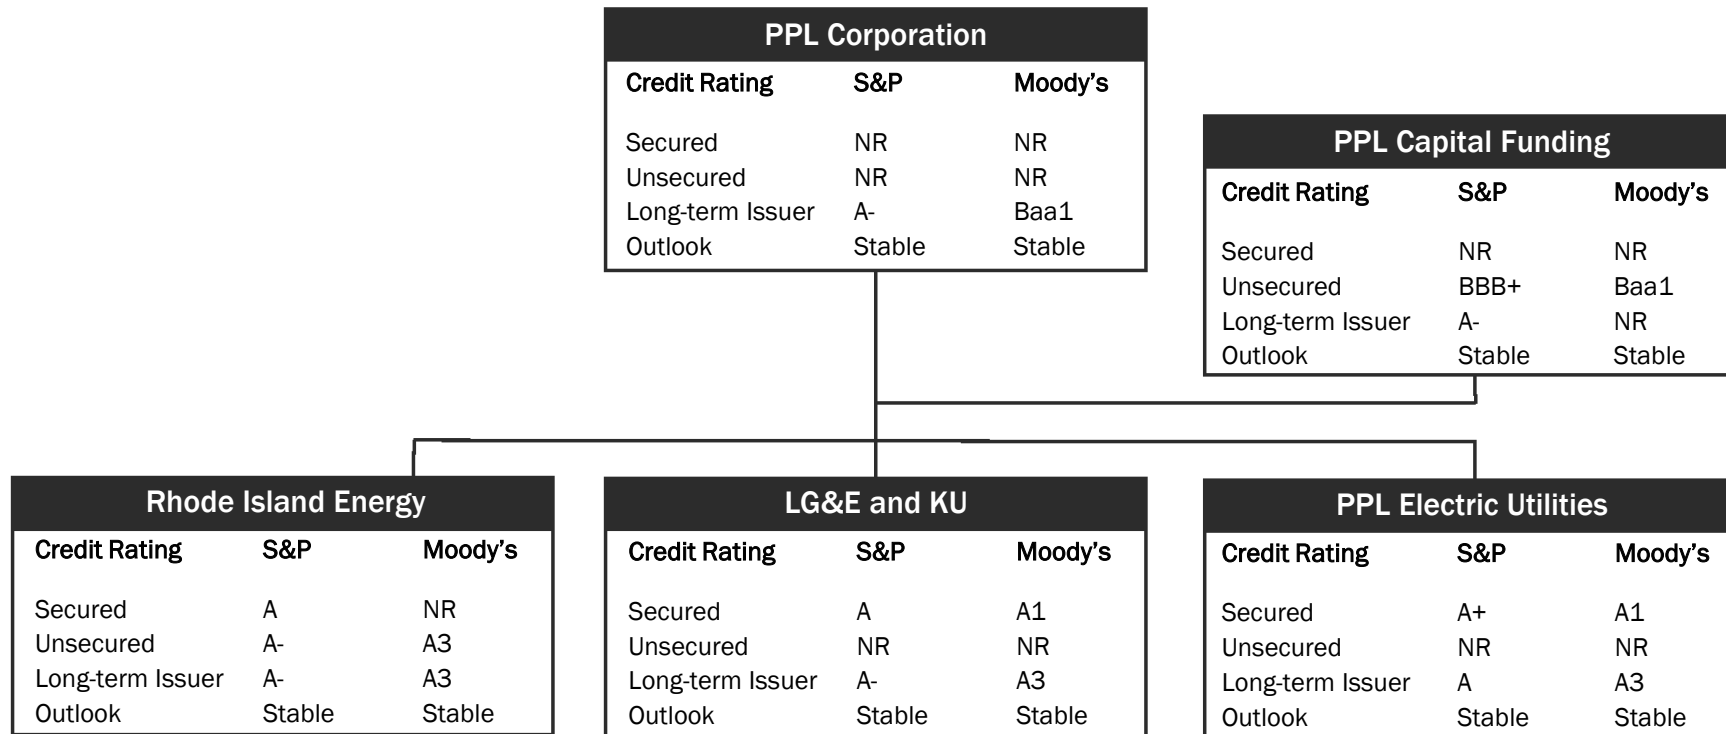 PPL Corporation
Credit Rating S&P Moody's
Secured NR NR
Unsecured NR NR
Long-term Issuer A- Baa1
Outlook Stable Stable
PPL Capital Funding
Credit Rating S&P Moody's
Secured NR NR
Unsecured BBB+ Baa1
Long-term Issuer A- NR
Outlook Stable Stable
Rhode Island Energy
Credit Rating S&P Moody's
Secured A NR
Unsecured A- A3
Long-term Issuer A- A3
Outlook Stable Stable
LG&E and KU
Credit Rating S&P Moody's
Secured A A1
Unsecured NR NR
Long-term Issuer A- A3
Outlook Stable Stable
PPL Electric Utilities
Credit Rating S&P Moody's
Secured A+ A1
Unsecured NR NR
Long-term Issuer A A3
Outlook Stable Stable